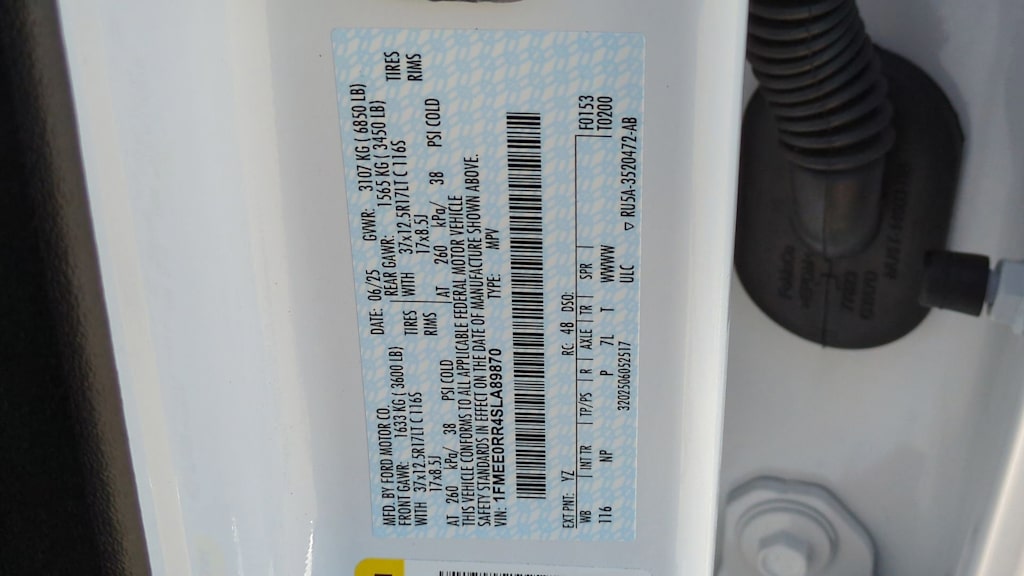 MFD. BY FORD MOTOR CO. DATE: 06/25 GVWR: 3107 KG ( 6850 LB)
FRONT GAWR: 1633 KG ( 3600 LB) REAR GAWR: 1565 KG ( 3450 LB)
WITH 37x12.5R17LT C 116S TIRES WITH 37x12.5R17LT C 116S TIRES
17x8.5J RIMS 17x8.5J RIMS
AT 260 kPa/ 38 PSI COLD AT 260 kPa/ 38 PSI COLD
THIS VEHICLE CONFORMS TO ALL APPLICABLE FEDERAL MOTOR VEHICLE
SAFETY STANDARDS IN EFFECT ON THE DATE OF MANUFACTURE SHOWN ABOVE.
VIN: 1FMEE0RR4SLA89870 TYPE: MPV
EXT PNT: YZ RC: 48 DSO: F0153
WB INT TR TP/PS R AXLE TR SPR T0200
116 NP P 7L T WWWW
3202506052517 ULC RU5A-3520472-AB